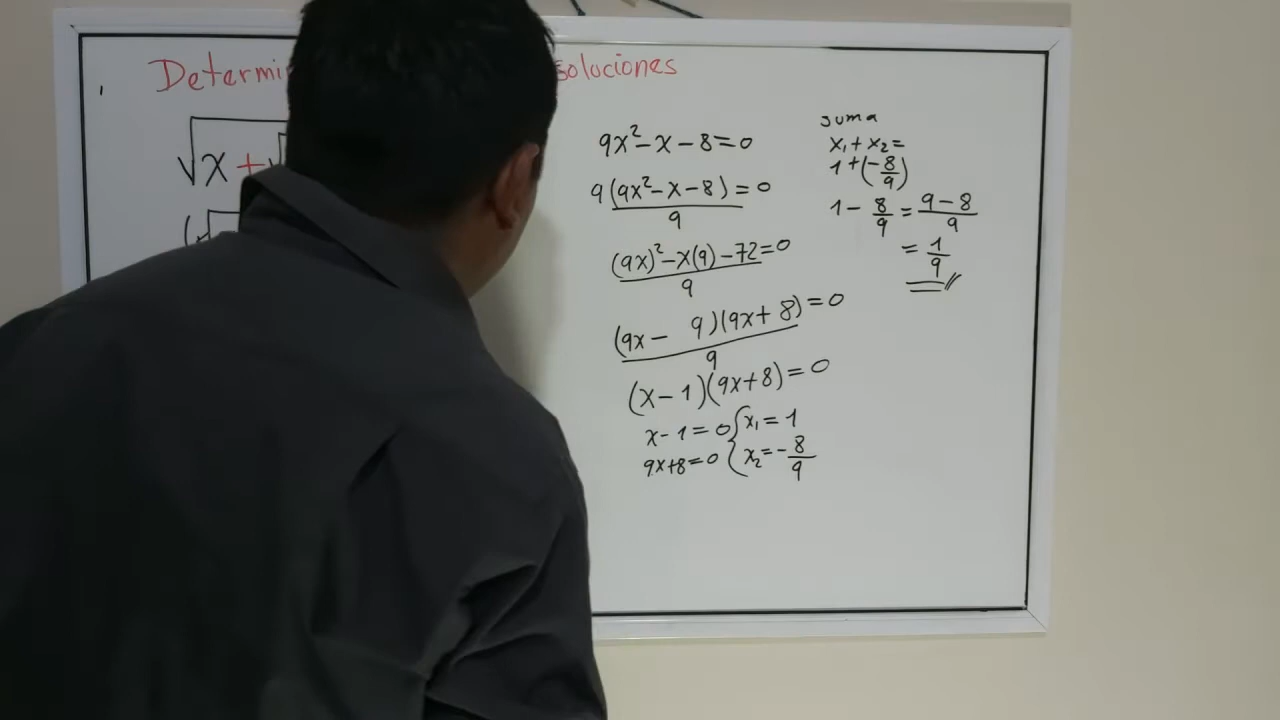 Determi soluciones
√x+√
(√
9x²-x-8=0
9(9x²-x-8)=0
9
(9x)²-x(9)-72=0
9
(9x- 9)(9x+8)=0
9
(x-1)(9x+8)=0
x-1=0 { x₁=1
9x+8=0 { x₂=-8/9
suma
x₁+x₂=
1+(-8/9)
1-8/9=9-8/9
=1/9